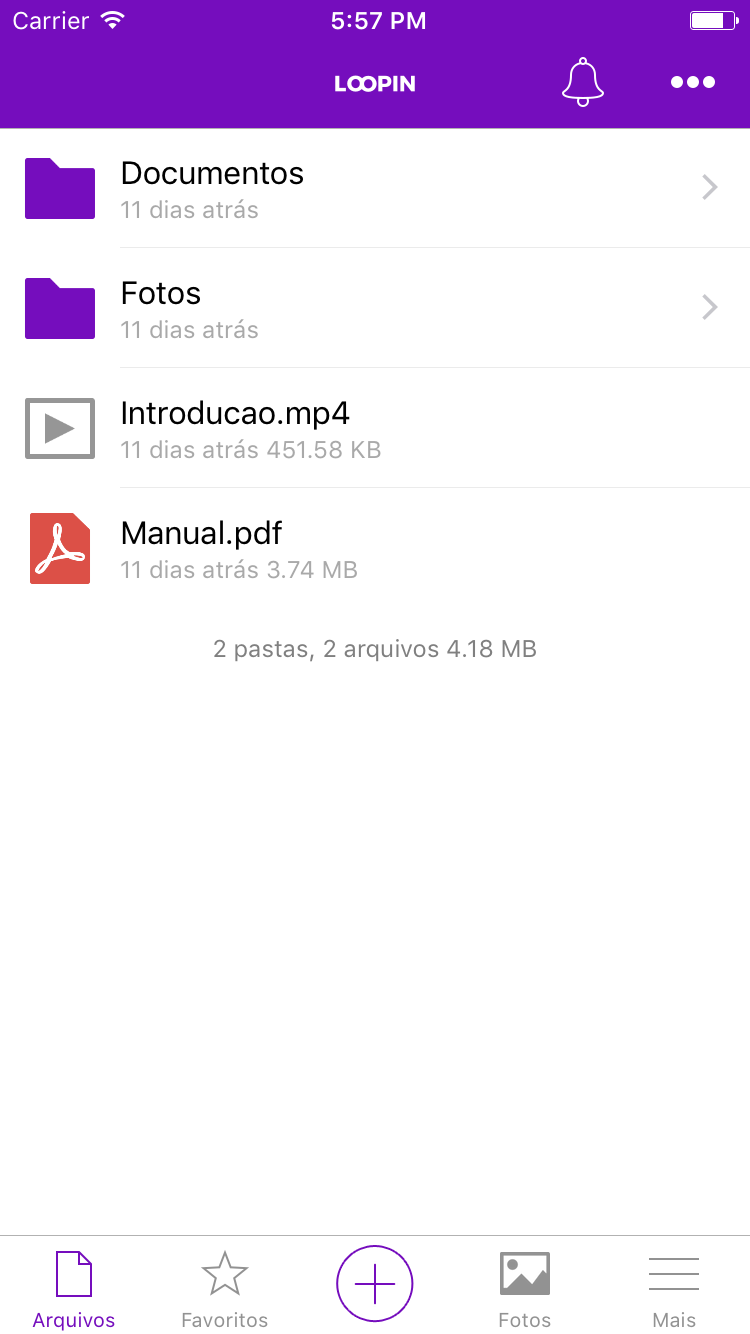 Carrier 5:57 PM
LOOPIN
Documentos
11 dias atrás
Fotos
11 dias atrás
Introducao.mp4
11 dias atrás 451.58 KB
Manual.pdf
11 dias atrás 3.74 MB
2 pastas, 2 arquivos 4.18 MB
Arquivos Favoritos Fotos Mais